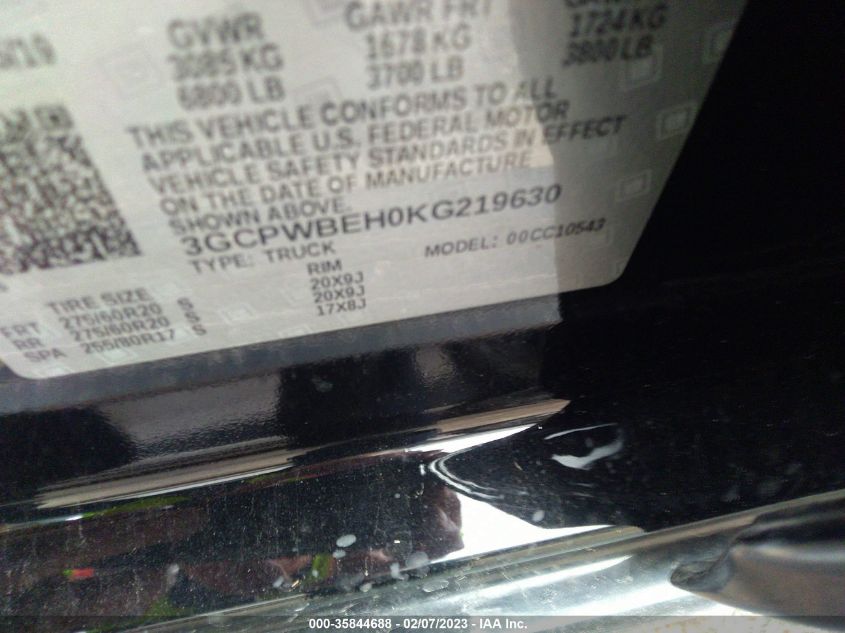 GVWR GAWR FRT
3085 KG 1678 KG 1724 KG
6800 LB 3700 LB 3800 LB
THIS VEHICLE CONFORMS TO ALL
APPLICABLE U.S. FEDERAL MOTOR
VEHICLE SAFETY STANDARDS IN EFFECT
ON THE DATE OF MANUFACTURE
SHOWN ABOVE.
3GCPWBEH0KG219630
TYPE: TRUCK MODEL: 00CC10543
TIRE SIZE RIM
FRT 275/60R20 S 20X9J
RR 275/60R20 S 20X9J
SPA 265/80R17 S 17X8J
000-35844688 - 02/07/2023 - IAA Inc.